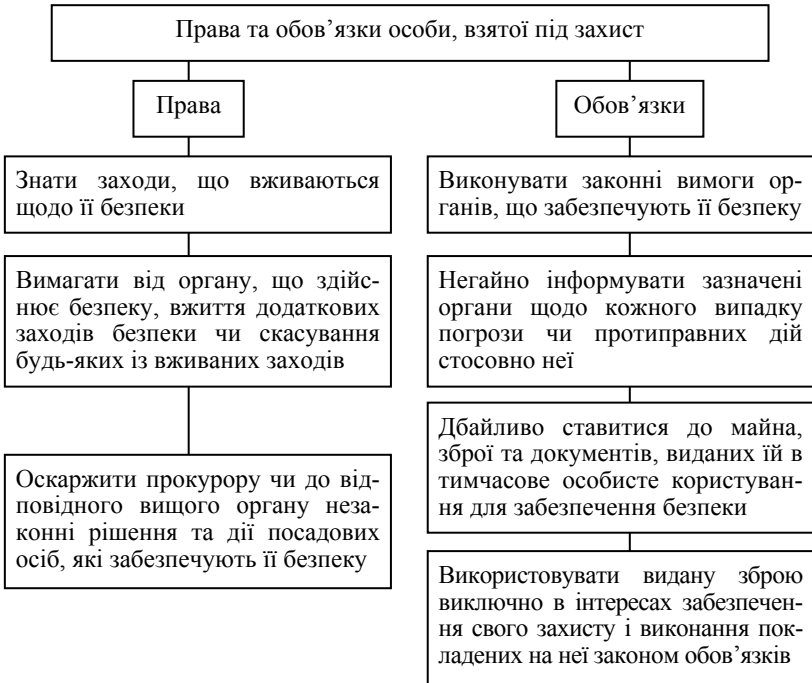 Права та обов’язки особи, взятої під захист
Права
Знати заходи, що вживаються
щодо її безпеки
Вимагати від органу, що здійс-
нює безпеку, вжиття додаткових
заходів безпеки чи скасування
будь-яких із вживаних заходів
Оскаржити прокурору чи до від-
повідного вищого органу неза-
конні рішення та дії посадових
осіб, які забезпечують її безпеку
Обов’язки
Виконувати законні вимоги ор-
ганів, що забезпечують її безпеку
Негайно інформувати зазначені
органи щодо кожного випадку
погрози чи протиправних дій
стосовно неї
Дбайливо ставитися до майна,
зброї та документів, виданих їй в
тимчасове особисте користуван-
ня для забезпечення безпеки
Використовувати видану зброю
виключно в інтересах забезпечен-
ня свого захисту і виконання пок-
ладених на неї законом обов’язків